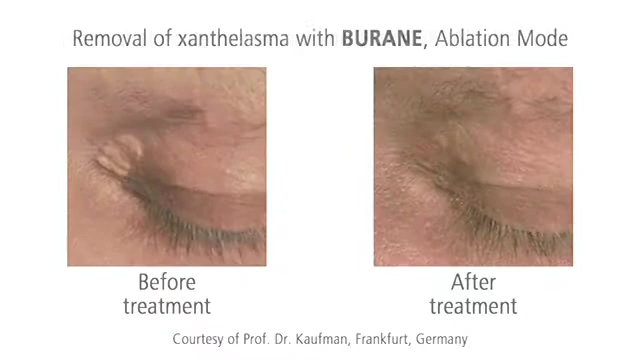 Removal of xanthelasma with BURANE, Ablation Mode
Before
treatment
After
treatment
Courtesy of Prof. Dr. Kaufman, Frankfurt, Germany